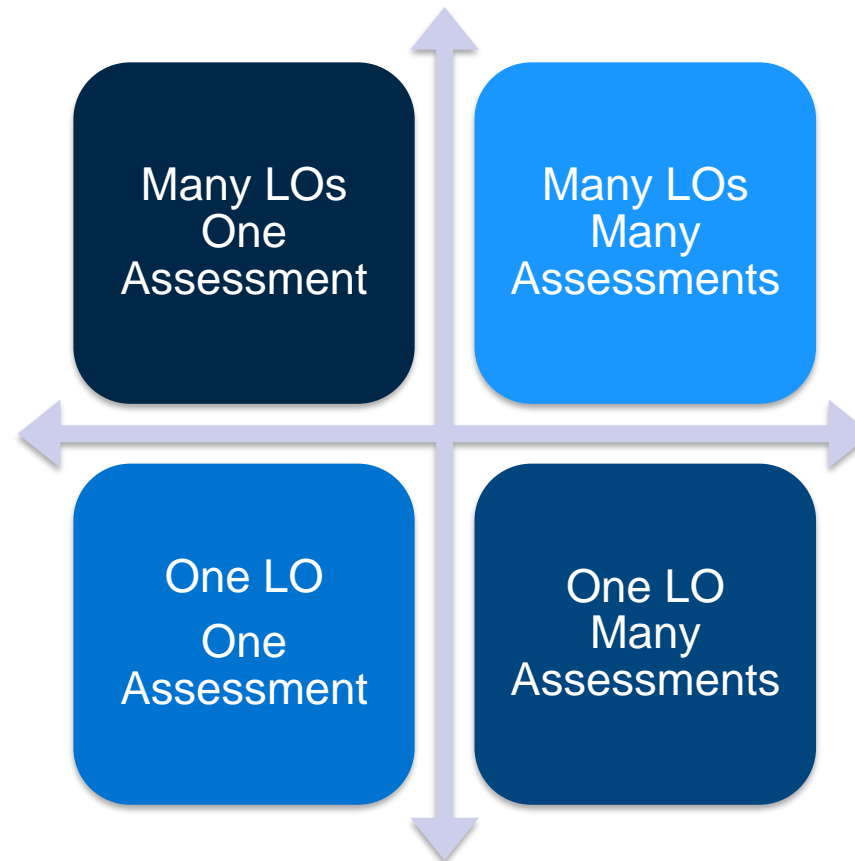 Many LOs
One
Assessment
Many LOs
Many
Assessments
One LO
One
Assessment
One LO
Many
Assessments